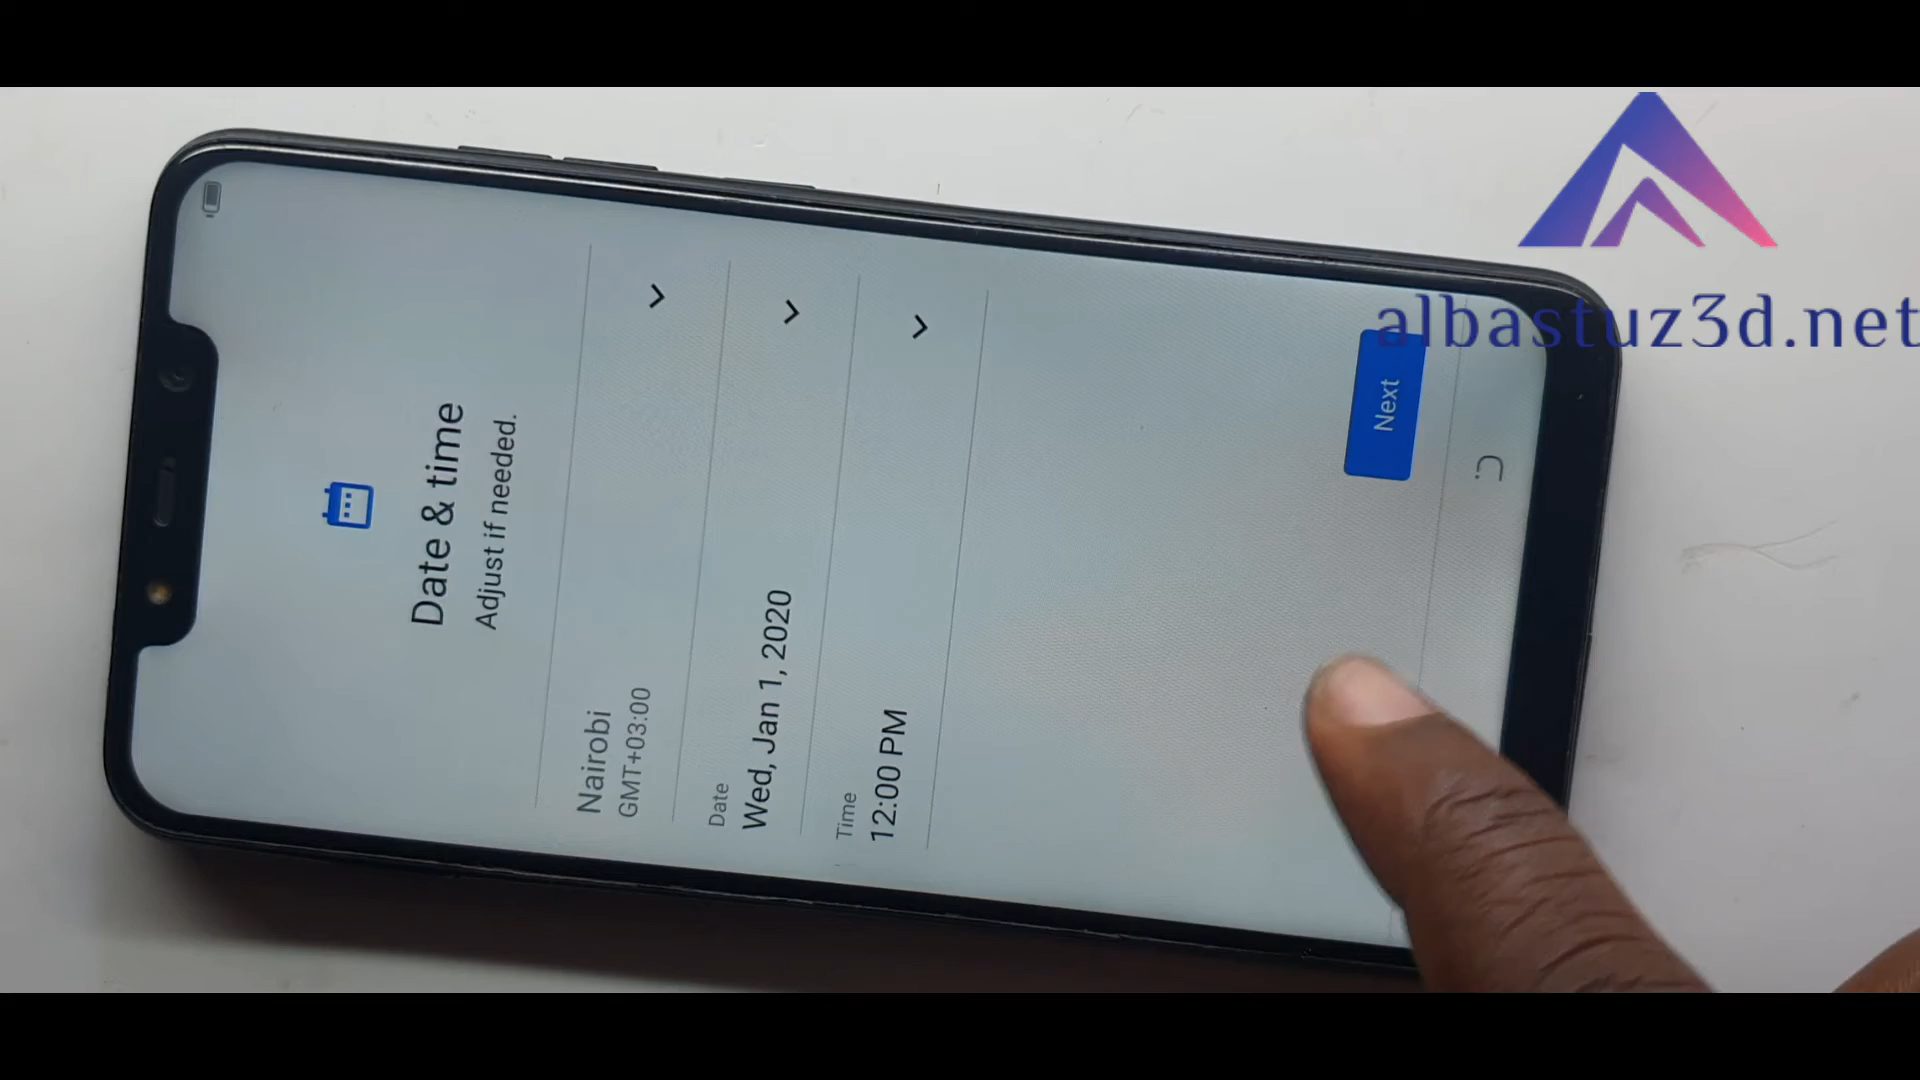 Date & time
Adjust if needed.
Nairobi
GMT+03:00
Date
Wed, Jan 1, 2020
Time
12:00 PM
Next
albastuz3d.net